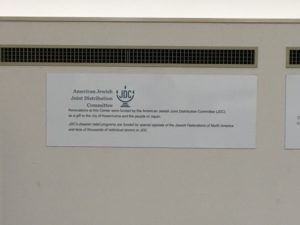 American Jewish
Joint Distribution
Committee
JDC
Renovations at this Center were funded by the American Jewish Joint Distribution Committee (JDC)
as a gift to the city of Kesennuma and the people of Japan.
JDC's disaster relief programs are funded by special appeals of the Jewish Federations of North America
and tens of thousands of individual donors to JDC.